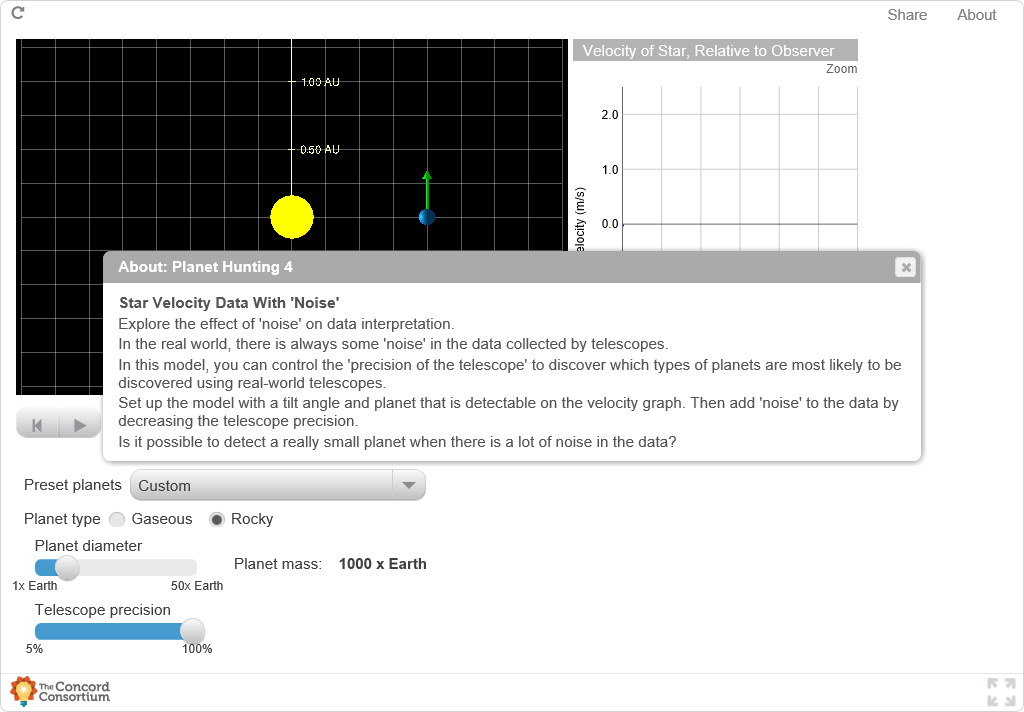 Share About
Velocity of Star, Relative to Observer
Zoom
1.00 AU
0.50 AU
2.0
1.0
0.0
(m/s)
About: Planet Hunting 4
Star Velocity Data With 'Noise'
Explore the effect of 'noise' on data interpretation.
In the real world, there is always some 'noise' in the data collected by telescopes.
In this model, you can control the 'precision of the telescope' to discover which types of planets are most likely to be
discovered using real-world telescopes.
Set up the model with a tilt angle and planet that is detectable on the velocity graph. Then add 'noise' to the data by
decreasing the telescope precision.
Is it possible to detect a really small planet when there is a lot of noise in the data?
Preset planets Custom
Planet type Gaseous Rocky
Planet diameter
Planet mass: 1000 x Earth
1x Earth 50x Earth
Telescope precision
5% 100%
The Concord
Consortium